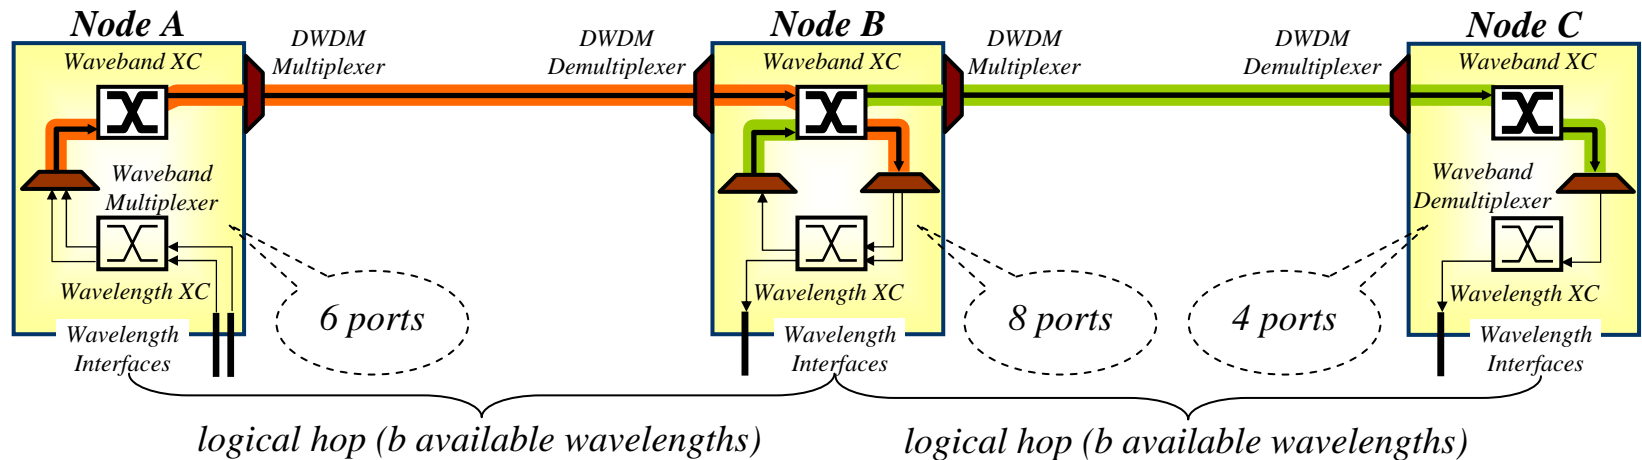 Node A
Node B
Node C
Waveband XC
DWDM
Multiplexer
DWDM
Demultiplexer
Waveband XC
DWDM
Multiplexer
DWDM
Demultiplexer
Waveband XC
Waveband
Multiplexer
Waveband
Demultiplexer
Wavelength XC
6 ports
Wavelength XC
8 ports
4 ports
Wavelength XC
Wavelength
Interfaces
Wavelength
Interfaces
Wavelength
Interfaces
logical hop (b available wavelengths)
logical hop (b available wavelengths)